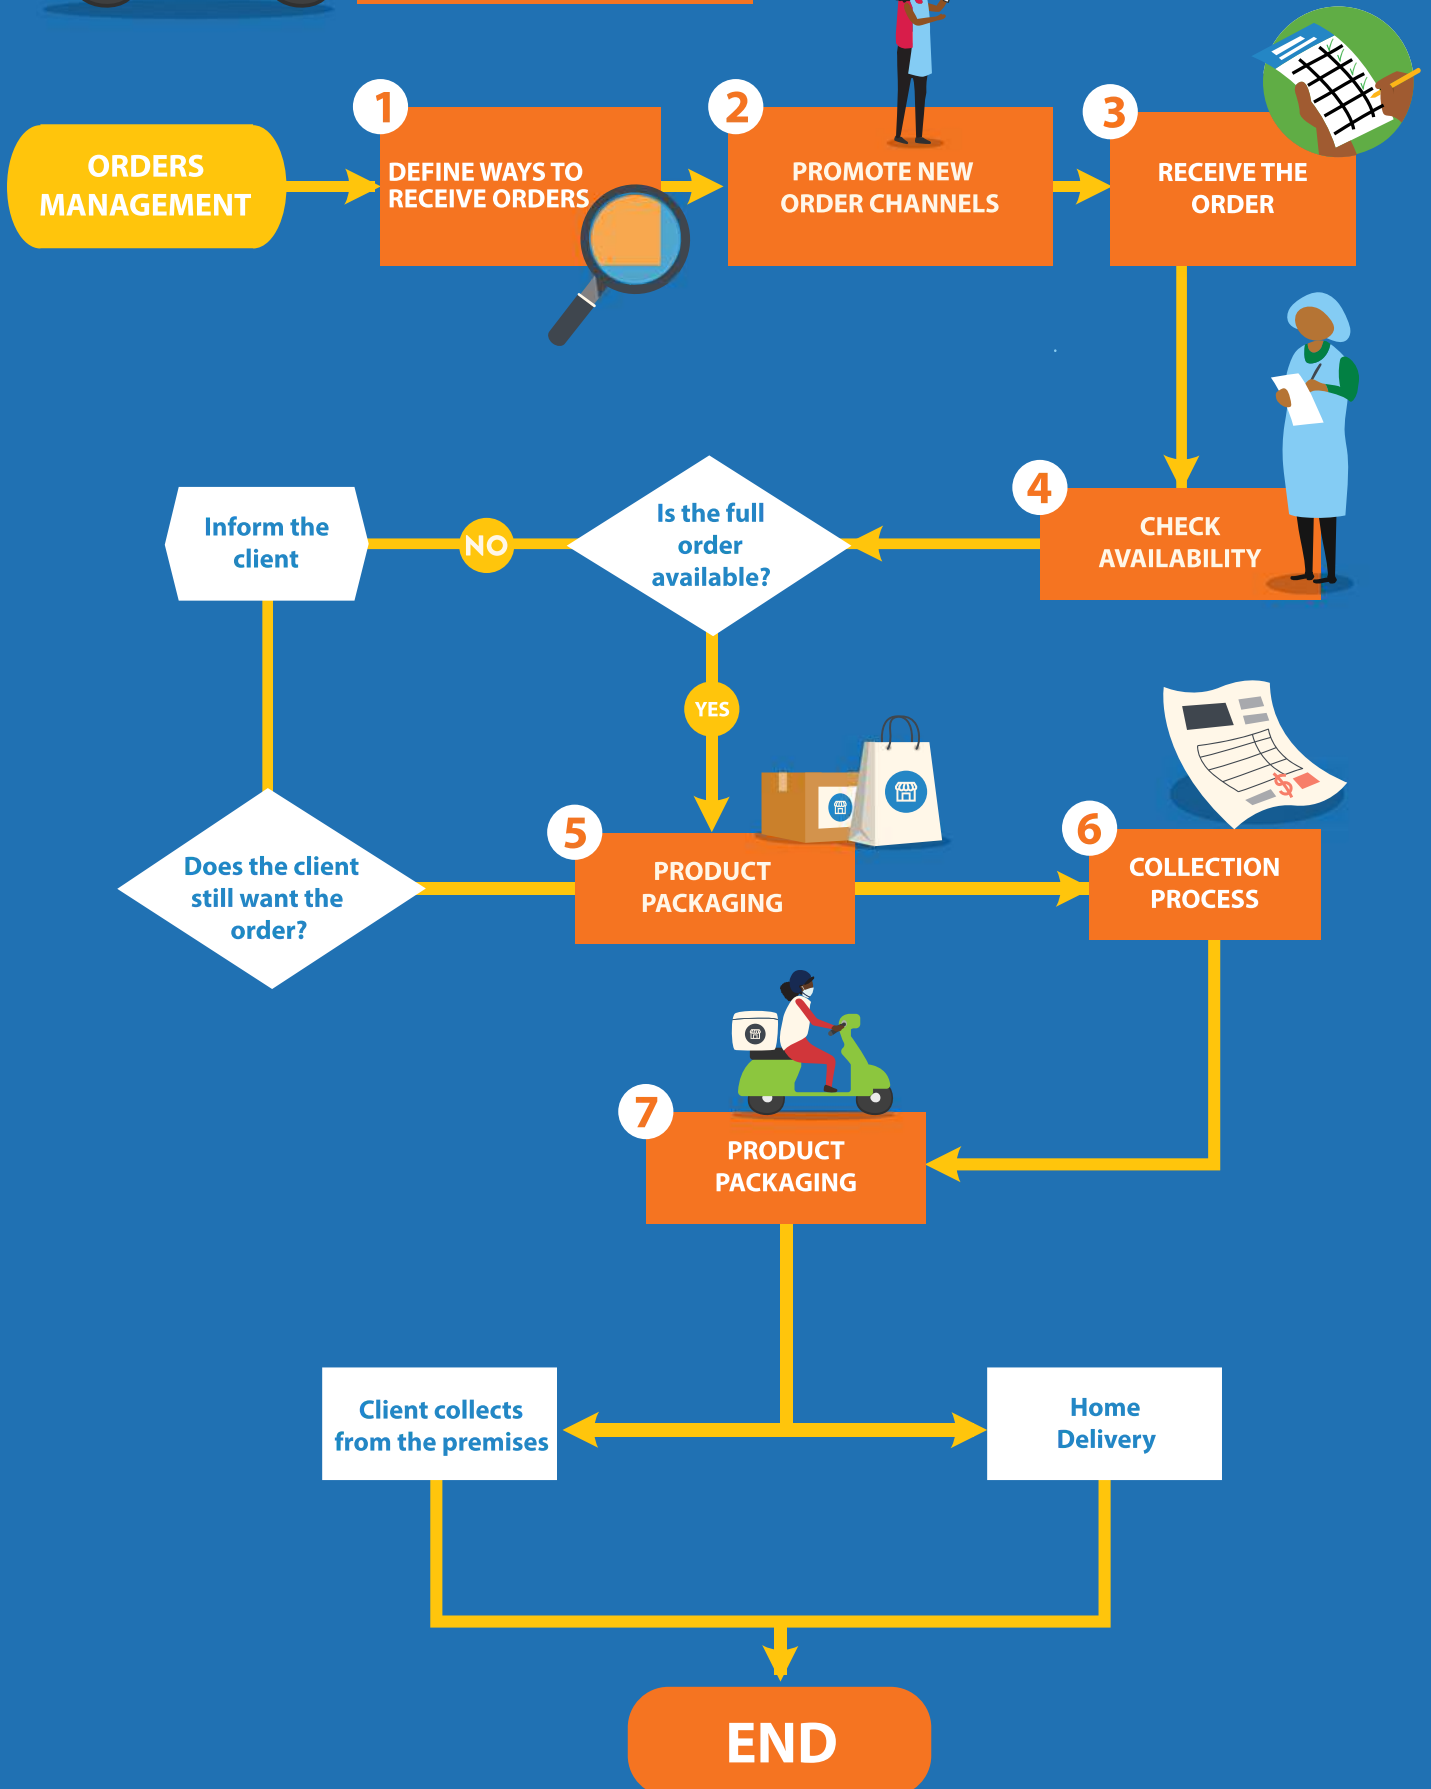 ORDERS
MANAGEMENT
1
DEFINE WAYS TO
RECEIVE ORDERS
2
PROMOTE NEW
ORDER CHANNELS
3
RECEIVE THE
ORDER
4
CHECK
AVAILABILITY
Is the full
order
available?
NO
Inform the
client
YES
Does the client
still want the
order?
5
PRODUCT
PACKAGING
6
COLLECTION
PROCESS
$
7
PRODUCT
PACKAGING
Client collects
from the premises
Home
Delivery
END